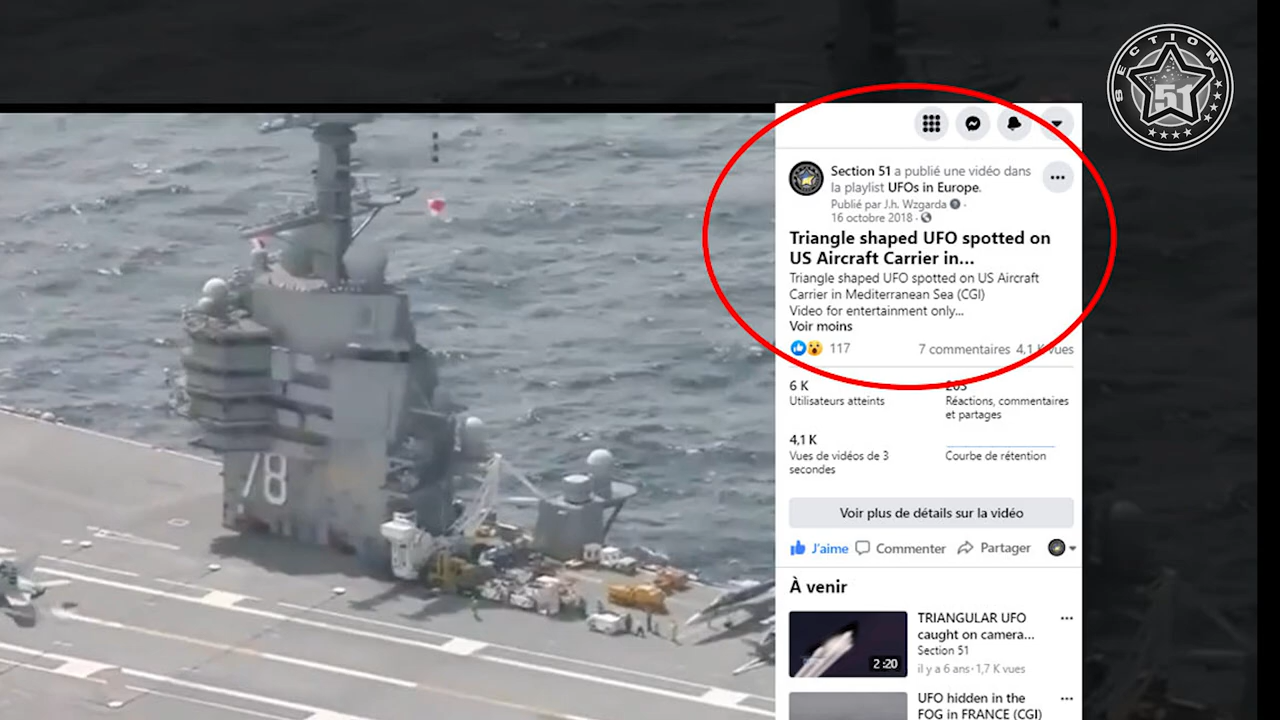 SECTION
51
Section 51 a publié une vidéo dans
la playlist UFOs in Europe.
Publié par J.h. Wzgarda
16 octobre 2018
Triangle shaped UFO spotted on
US Aircraft Carrier in...
Triangle shaped UFO spotted on US Aircraft
Carrier in Mediterranean Sea (CGI)
Video for entertainment only...
Voir moins
117
7 commentaires 4,1 K vues
6 K
Utilisateurs atteints
Réactions, commentaires
et partages
4,1 K
Vues de vidéos de 3
secondes
Courbe de rétention
Voir plus de détails sur la vidéo
J'aime
Commenter
Partager
À venir
TRIANGULAR UFO
caught on camera...
Section 51
il y a 6 ans · 1,7 K vues
2:20
UFO hidden in the
FOG in FRANCE (CGI)
78